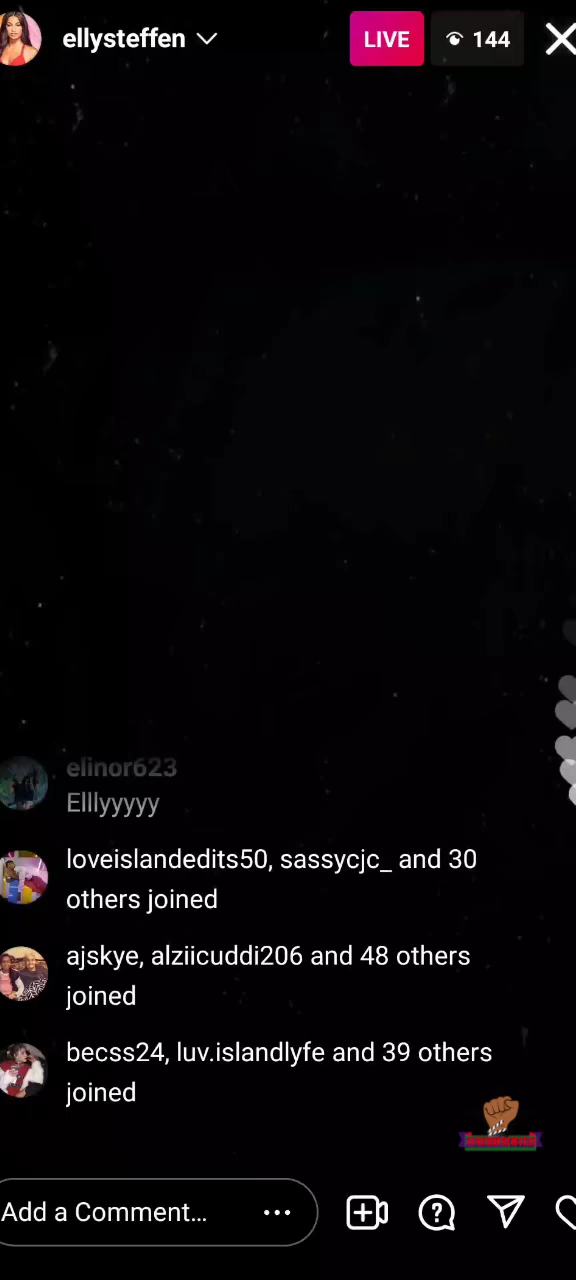 ellysteffen
LIVE
144
elinor623
Elllyyyyy
loveislandedits50, sassycjc_ and 30
others joined
ajskye, alziicuddi206 and 48 others
joined
becss24, luv.islandlyfe and 39 others
joined
Add a Comment...